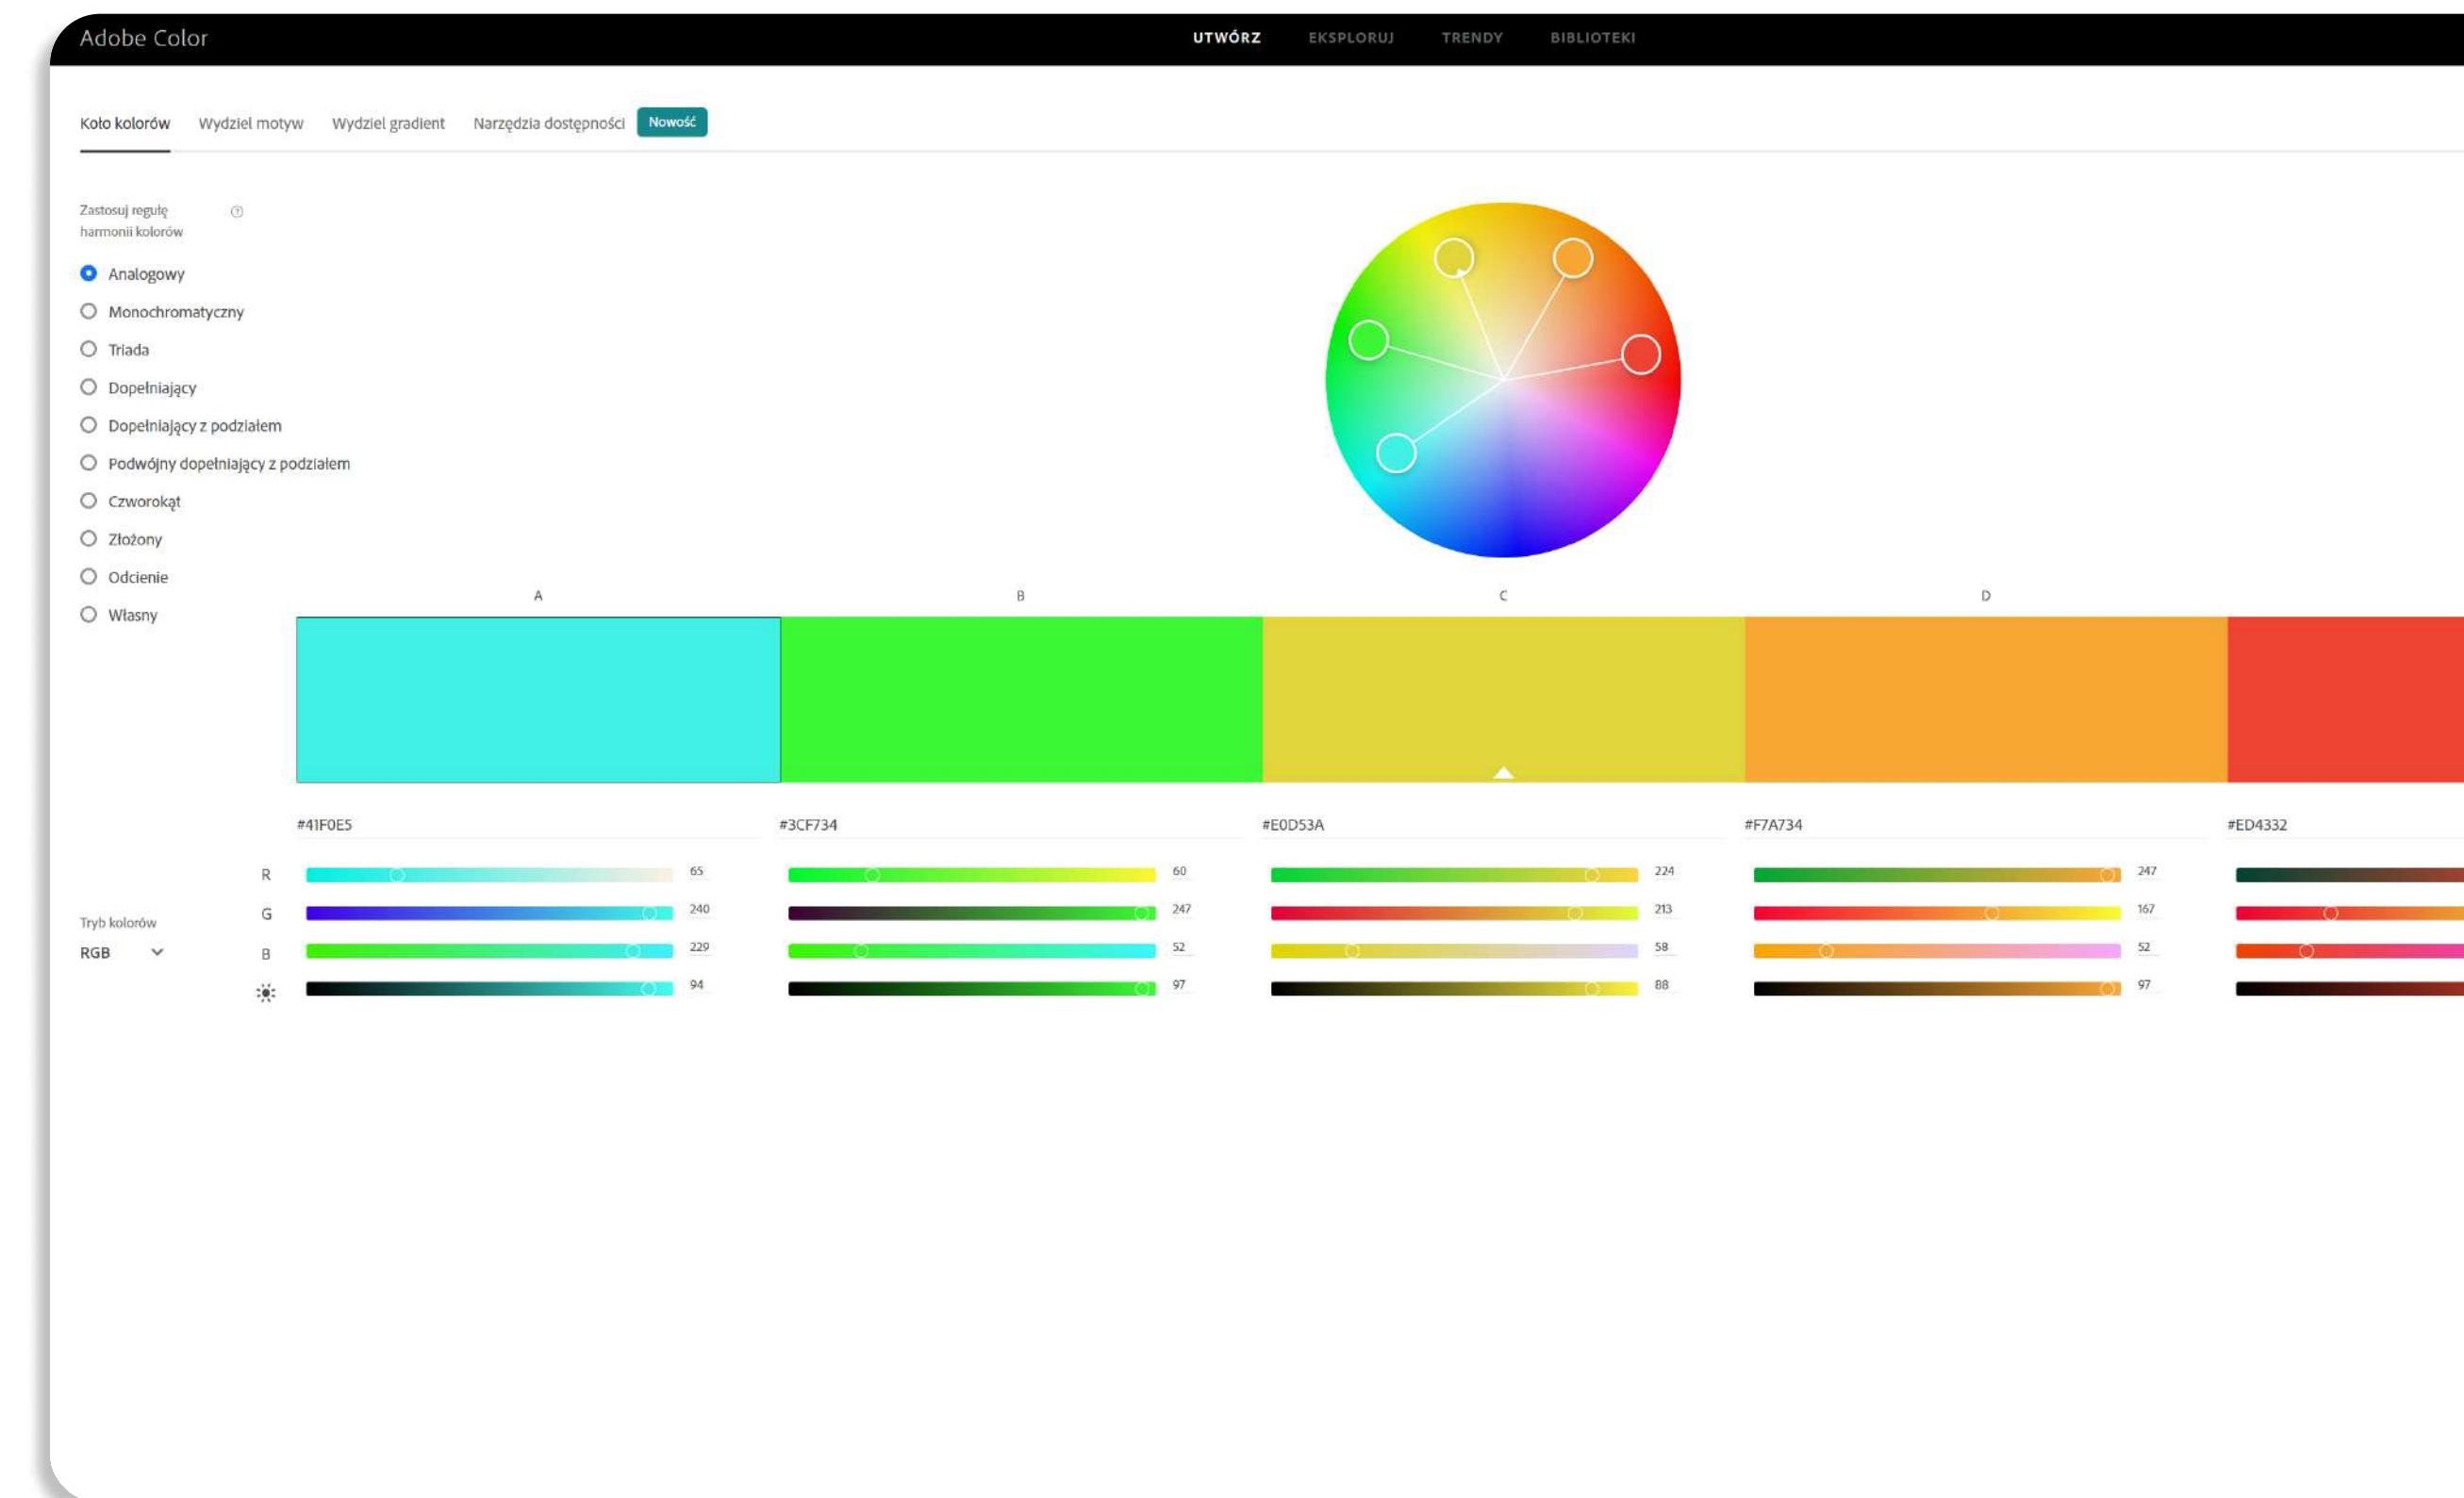 Adobe Color
UTWÓRZ EKSPLORUJ TRENDY BIBLIOTEKI
Koło kolorów Wydziel motyw Wydziel gradient Narzędzia dostępności Nowość
Zastosuj regułę
harmonii kolorów
Analogowy
Monochromatyczny
Triada
Dopełniający
Dopełniający z podziałem
Podwójny dopełniający z podziałem
Czworokąt
Złożony
Odcienie
Własny
A B C D
#41F0E5 #3CF734 #E0D53A #F7A734 #ED4332
R 65 60 224 247
G 240 247 213 167
B 229 52 58 52
94 97 88 97
Tryb kolorów
RGB